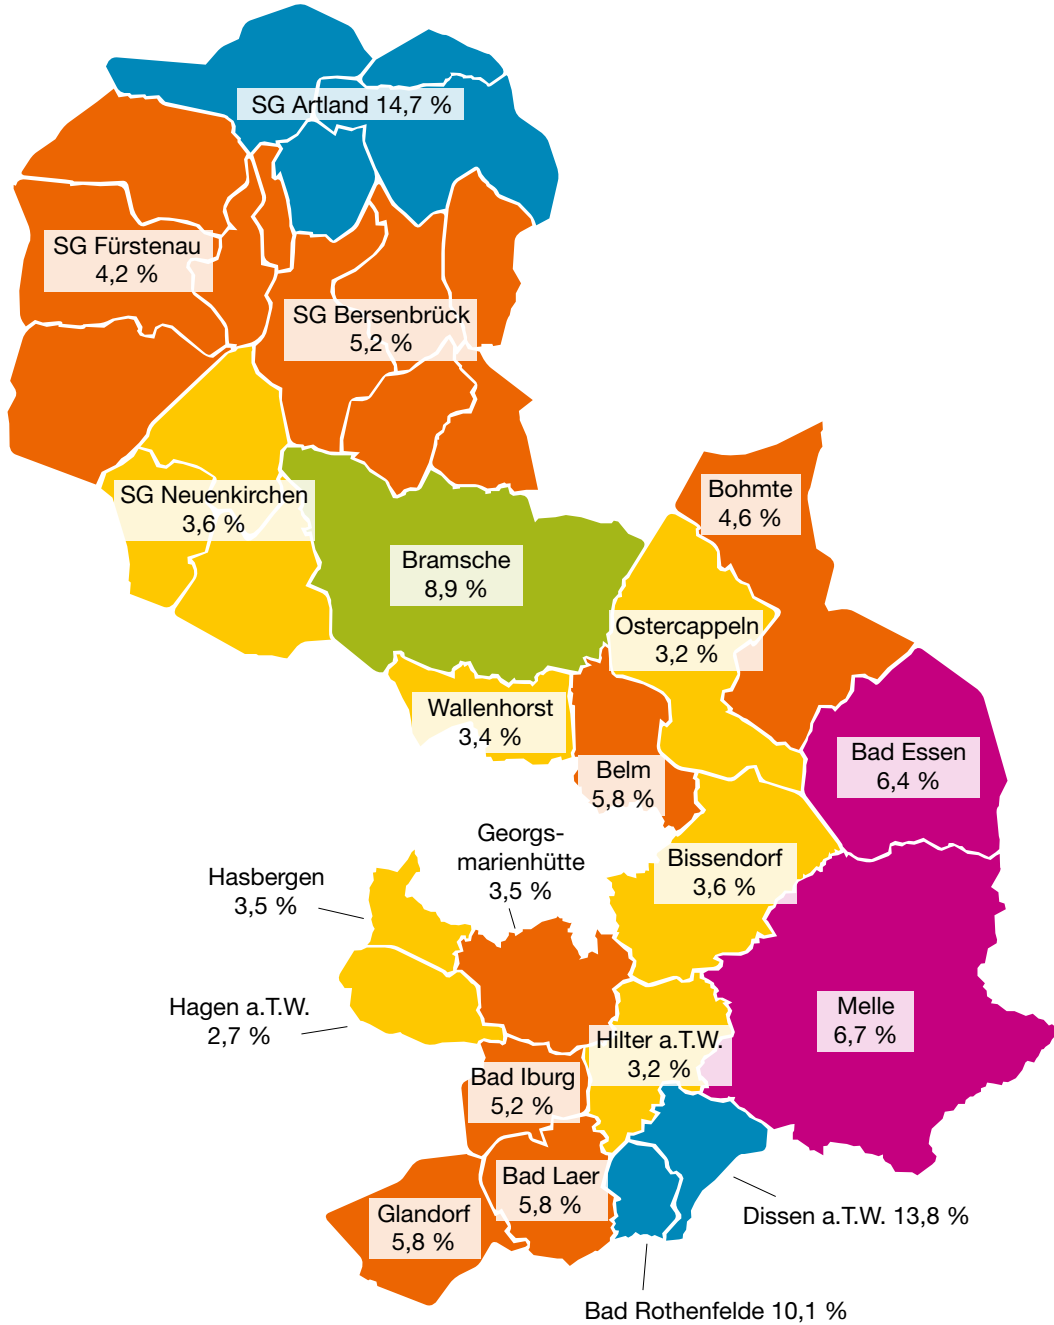 SG Artland 14,7 %
SG Fürstenau
4,2 %
SG Bersenbrück
5,2 %
SG Neuenkirchen
3,6 %
Bohmte
4,6 %
Bramsche
8,9 %
Ostercappeln
3,2 %
Wallenhorst
3,4 %
Bad Essen
6,4 %
Belm
5,8 %
Georgs-
marienhütte
3,5 %
Bissendorf
3,6 %
Hasbergen
3,5 %
Hagen a.T.W.
2,7 %
Melle
6,7 %
Hilter a.T.W.
3,2 %
Bad Iburg
5,2 %
Bad Laer
5,8 %
Glandorf
5,8 %
Dissen a.T.W. 13,8 %
Bad Rothenfelde 10,1 %